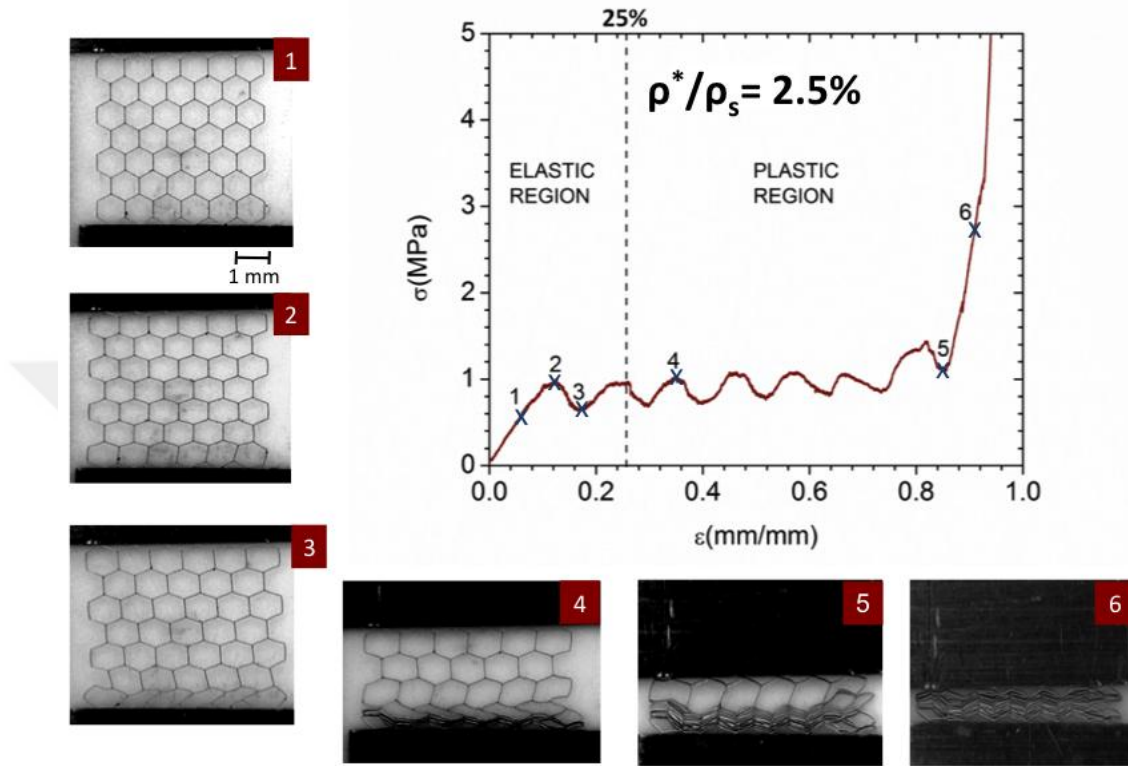 1
1 mm
2
3
25%
ρ*/ρs= 2.5%
ELASTIC
REGION
PLASTIC
REGION
σ(MPa)
5
4
3
2
1
0
0.0 0.2 0.4 0.6 0.8 1.0
ε(mm/mm)
1
2
3
4
5
6
4
5
6